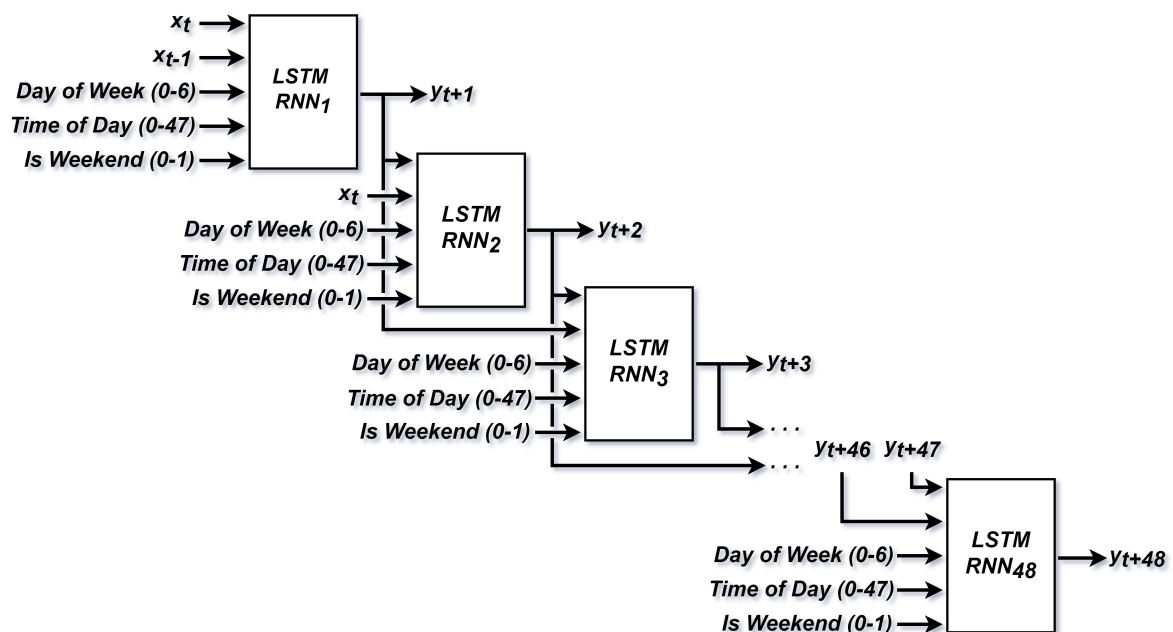 xt
xt-1
Day of Week (0-6)
Time of Day (0-47)
Is Weekend (0-1)
LSTM
RNN1
yt+1
xt
Day of Week (0-6)
Time of Day (0-47)
Is Weekend (0-1)
LSTM
RNN2
yt+2
Day of Week (0-6)
Time of Day (0-47)
Is Weekend (0-1)
LSTM
RNN3
yt+3
. . .
. . .
yt+46 yt+47
Day of Week (0-6)
Time of Day (0-47)
Is Weekend (0-1)
LSTM
RNN48
yt+48